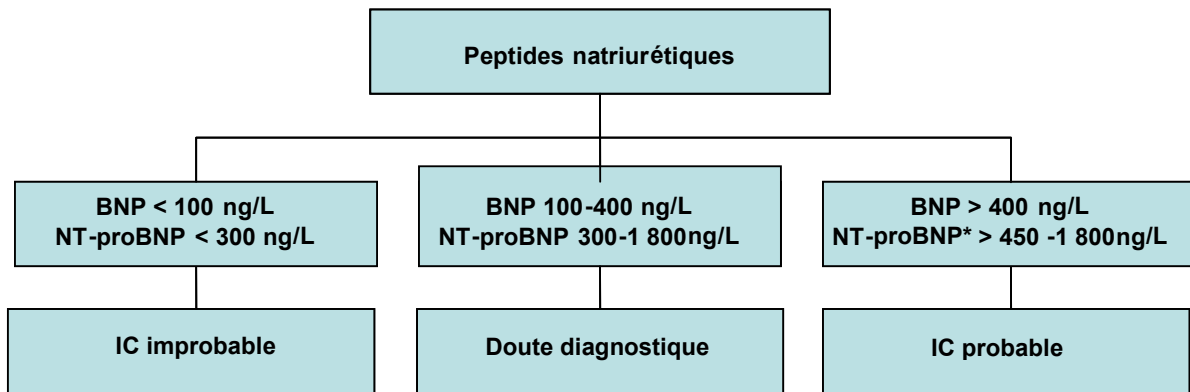 Peptides natriurétiques
BNP < 100 ng/L
NT-proBNP < 300 ng/L
BNP 100-400 ng/L
NT-proBNP 300-1 800ng/L
BNP > 400 ng/L
NT-proBNP* > 450 -1 800ng/L
IC improbable
Doute diagnostique
IC probable